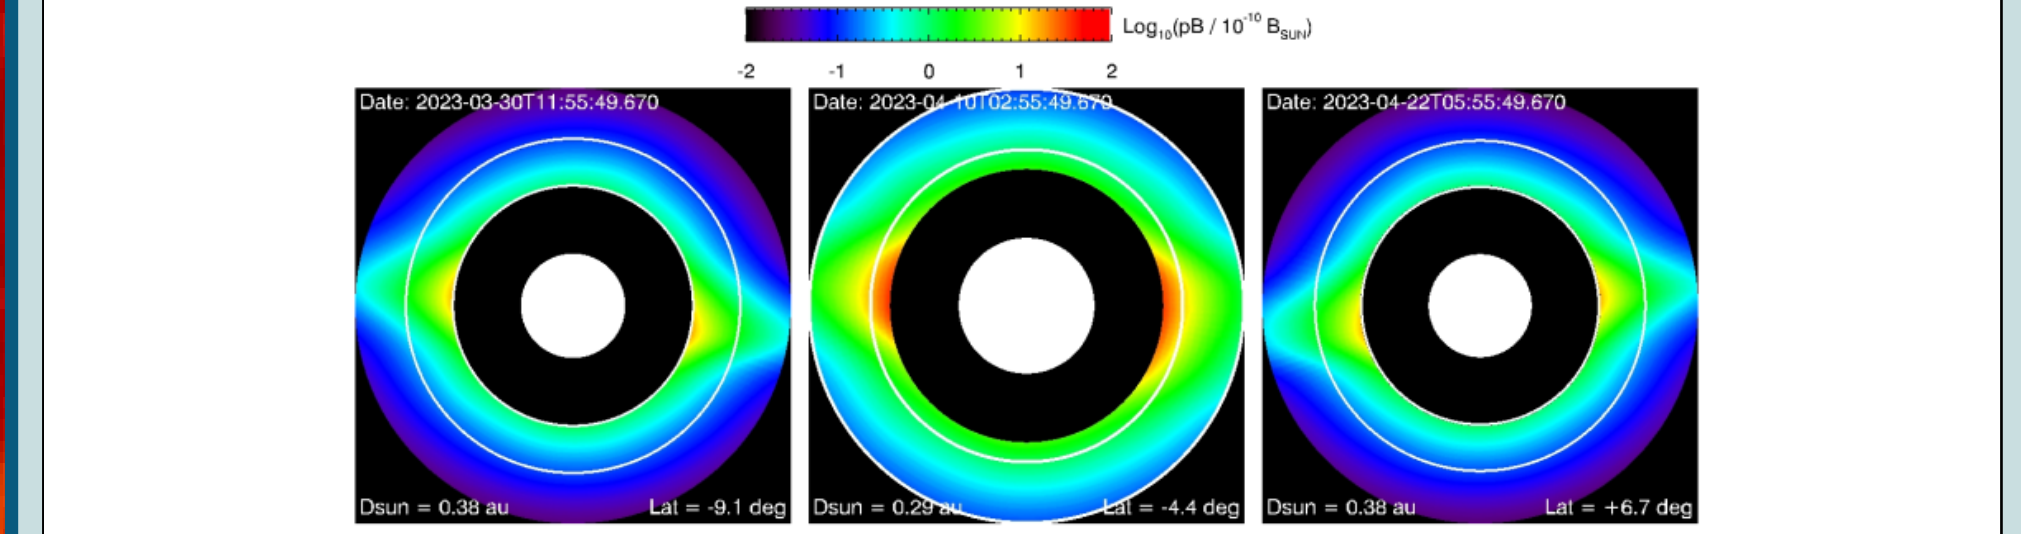 Log₁₀(pB / 10⁻¹⁰ B_SUN)
-2 -1 0 1 2
Date: 2023-03-30T11:55:49.670
Date: 2023-04-10T02:55:49.670
Date: 2023-04-22T05:55:49.670
Dsun = 0.38 au Lat = -9.1 deg
Dsun = 0.29 au Lat = -4.4 deg
Dsun = 0.38 au Lat = +6.7 deg